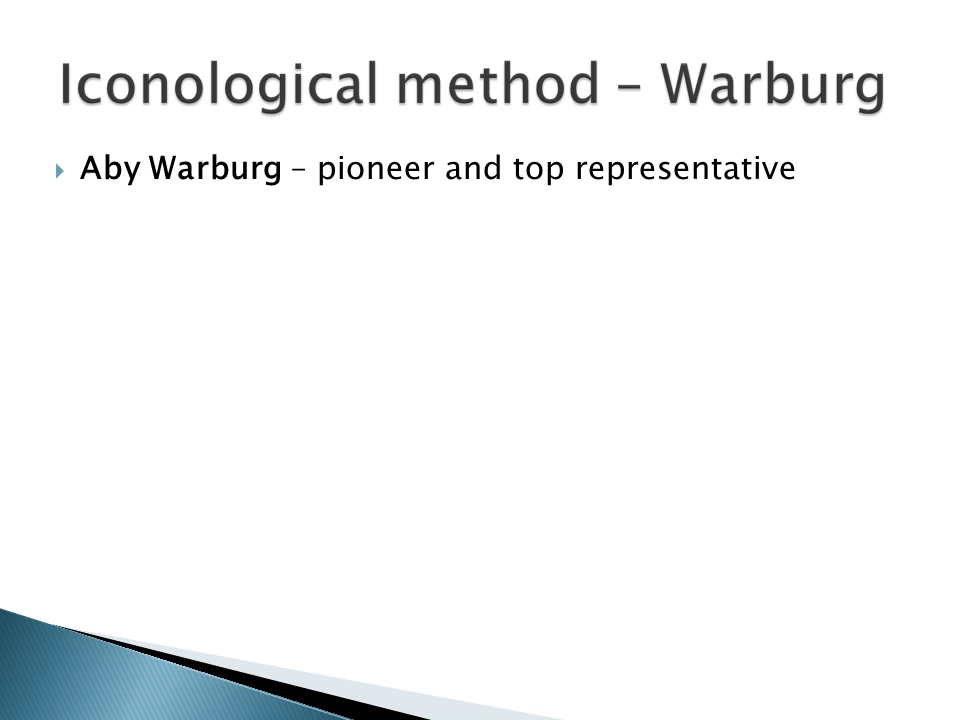 Iconological method – Warburg
Aby Warburg – pioneer and top representative